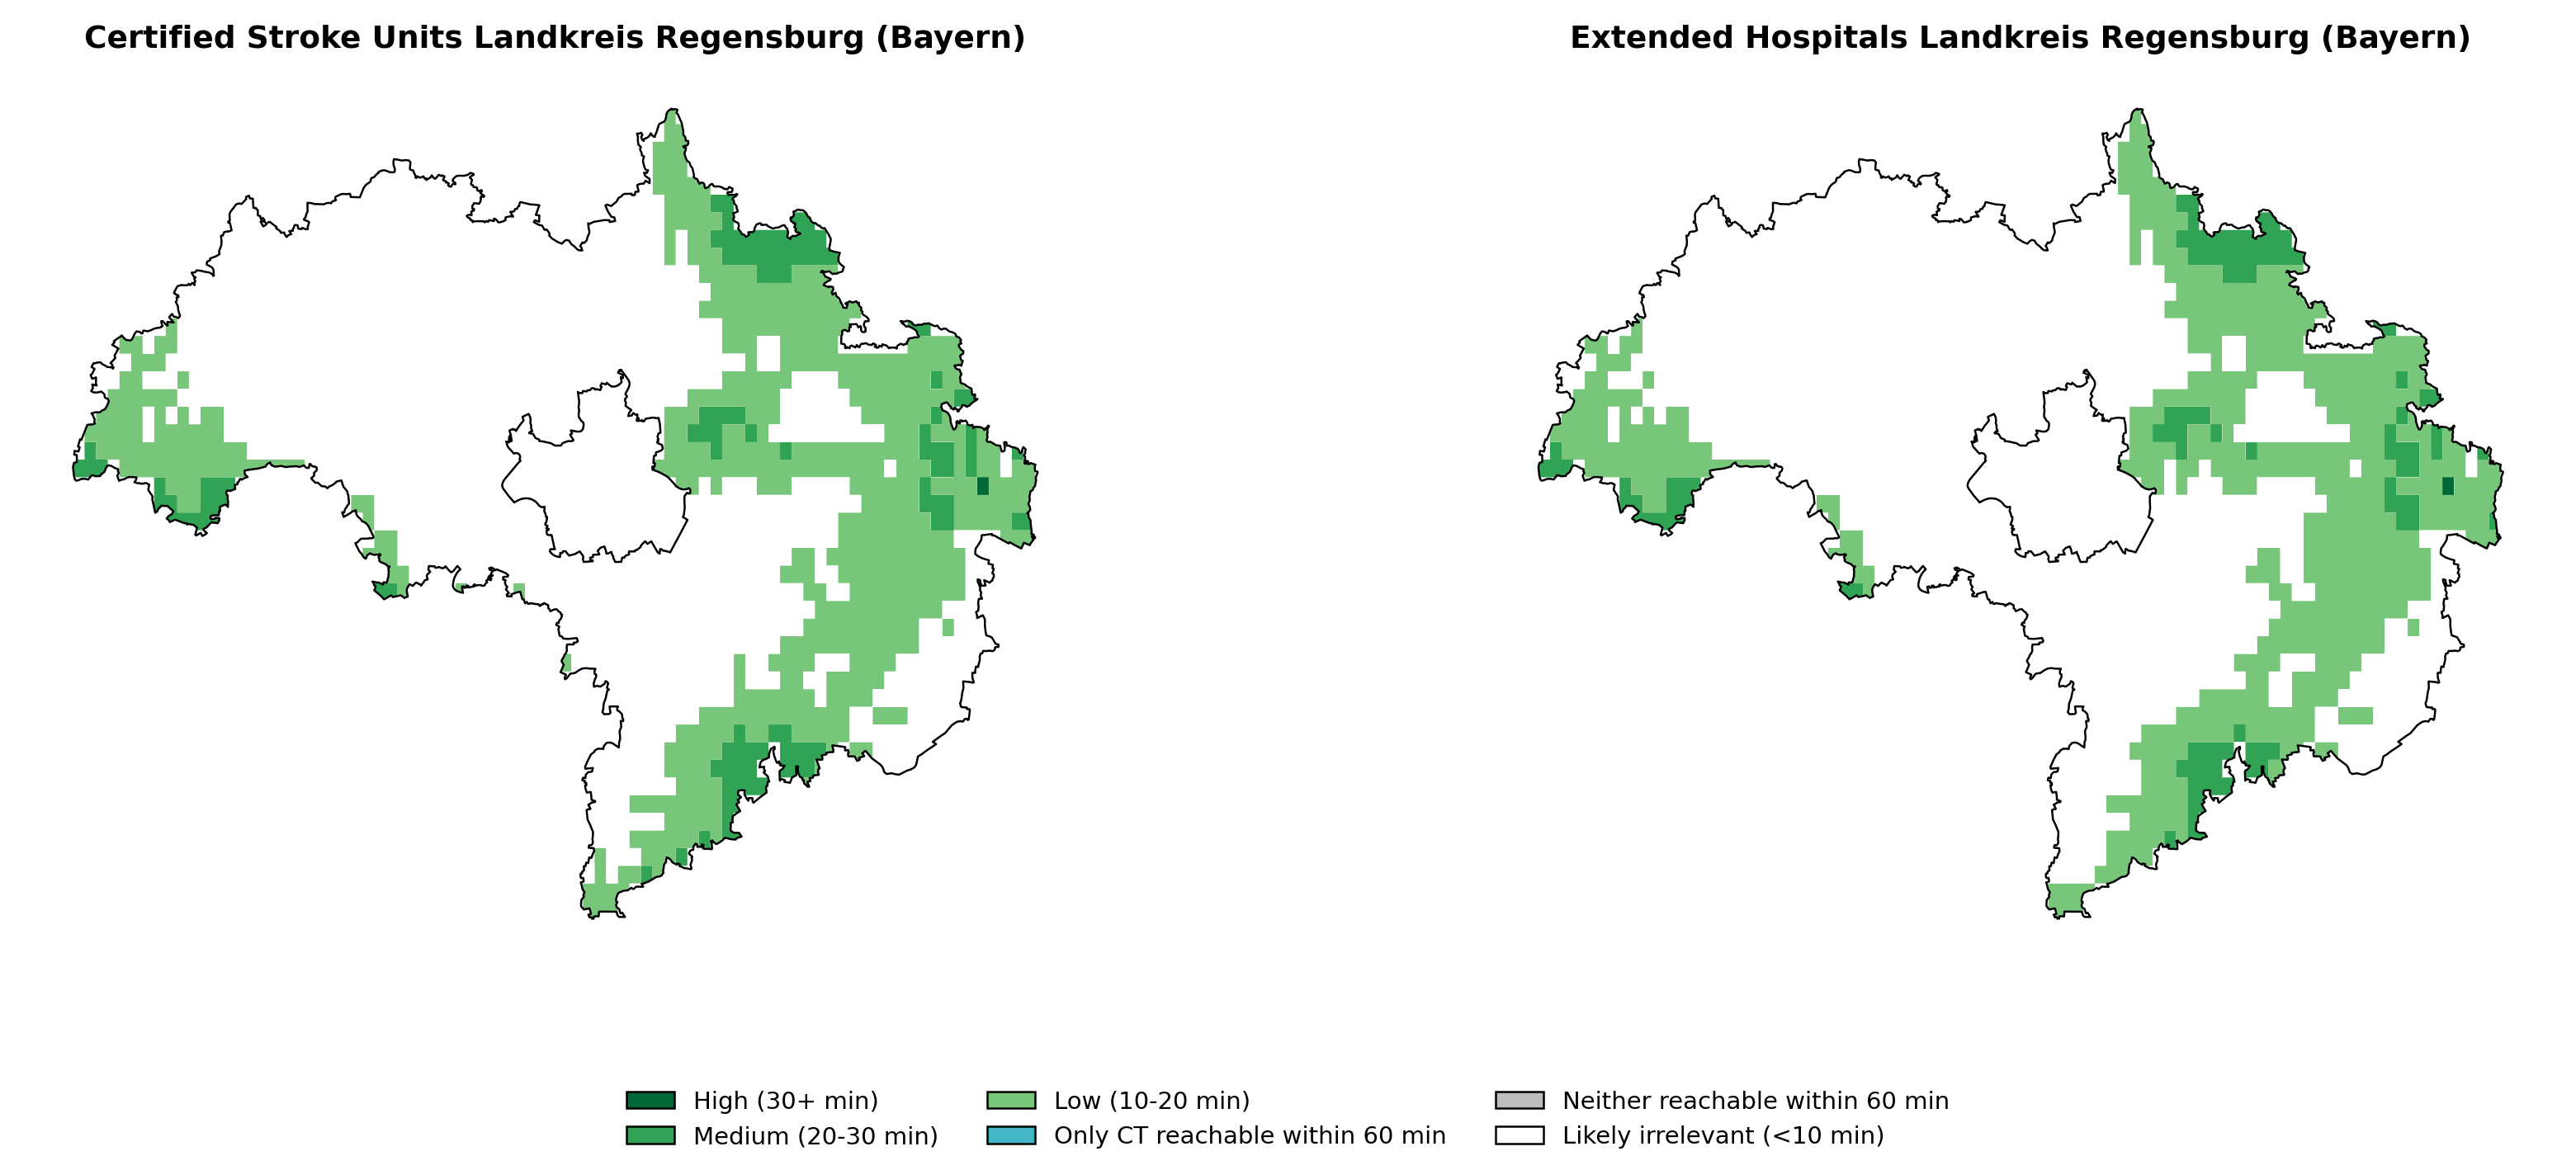 Certified Stroke Units Landkreis Regensburg (Bayern)
Extended Hospitals Landkreis Regensburg (Bayern)
High (30+ min)
Medium (20-30 min)
Low (10-20 min)
Only CT reachable within 60 min
Neither reachable within 60 min
Likely irrelevant (<10 min)